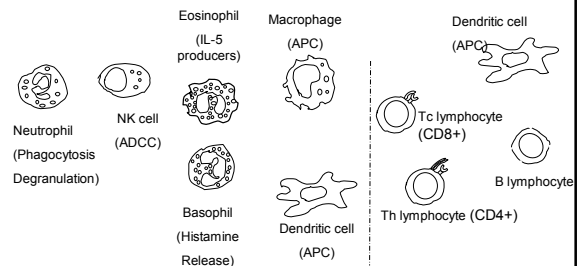 Eosinophil
(IL-5
producers)
Macrophage
(APC)
Dendritic cell
(APC)
Neutrophil
(Phagocytosis
Degranulation)
NK cell
(ADCC)
Tc lymphocyte
(CD8+)
B lymphocyte
Basophil
(Histamine
Release)
Dendritic cell
(APC)
Th lymphocyte (CD4+)